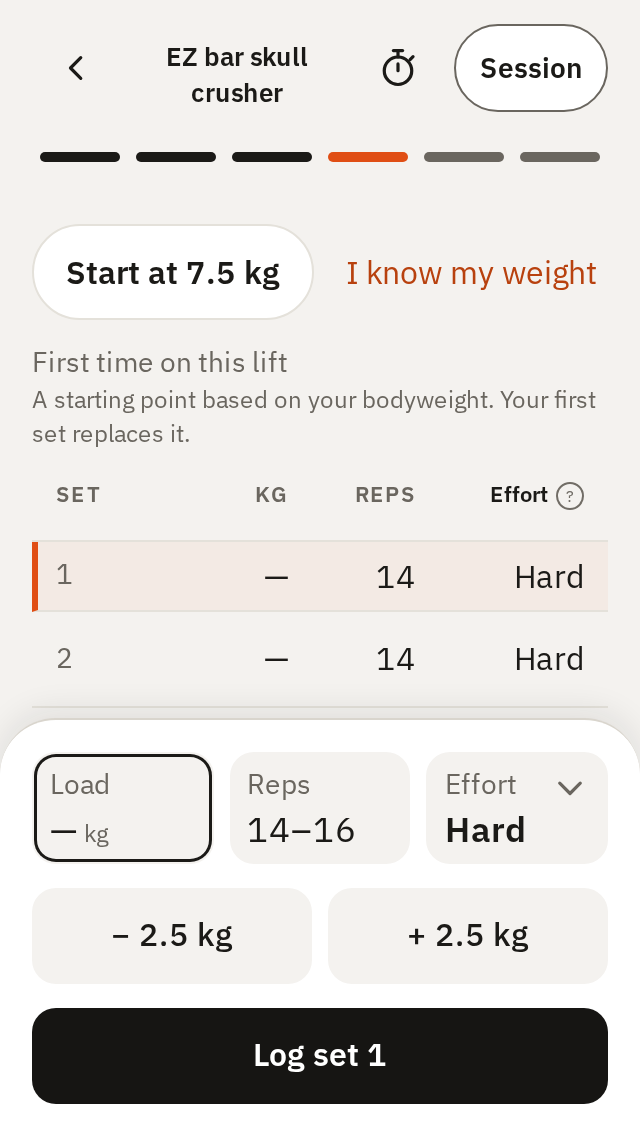 EZ bar skull
crusher
Session
Start at 7.5 kg
I know my weight
First time on this lift
A starting point based on your bodyweight. Your first
set replaces it.
SET KG REPS Effort ?
1 — 14 Hard
2 — 14 Hard
Load Reps Effort
— kg 14–16 Hard
− 2.5 kg + 2.5 kg
Log set 1